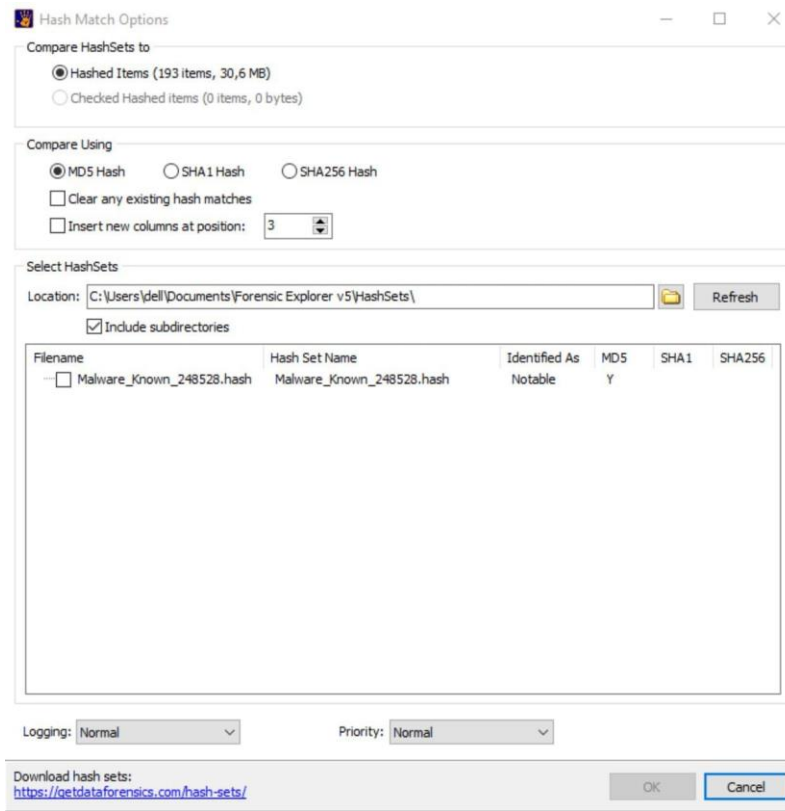 Hash Match Options
Compare HashSets to
Hashed Items (193 items, 30,6 MB)
Checked Hashed items (0 items, 0 bytes)
Compare Using
MD5 Hash SHA1 Hash SHA256 Hash
Clear any existing hash matches
Insert new columns at position: 3
Select HashSets
Location: C:\Users\dell\Documents\Forensic Explorer v5\HashSets\ Refresh
Include subdirectories
Filename Hash Set Name Identified As MD5 SHA1 SHA256
Malware_Known_248528.hash Malware_Known_248528.hash Notable Y
Logging: Normal Priority: Normal
Download hash sets:
https://getdataforensics.com/hash-sets/ OK Cancel